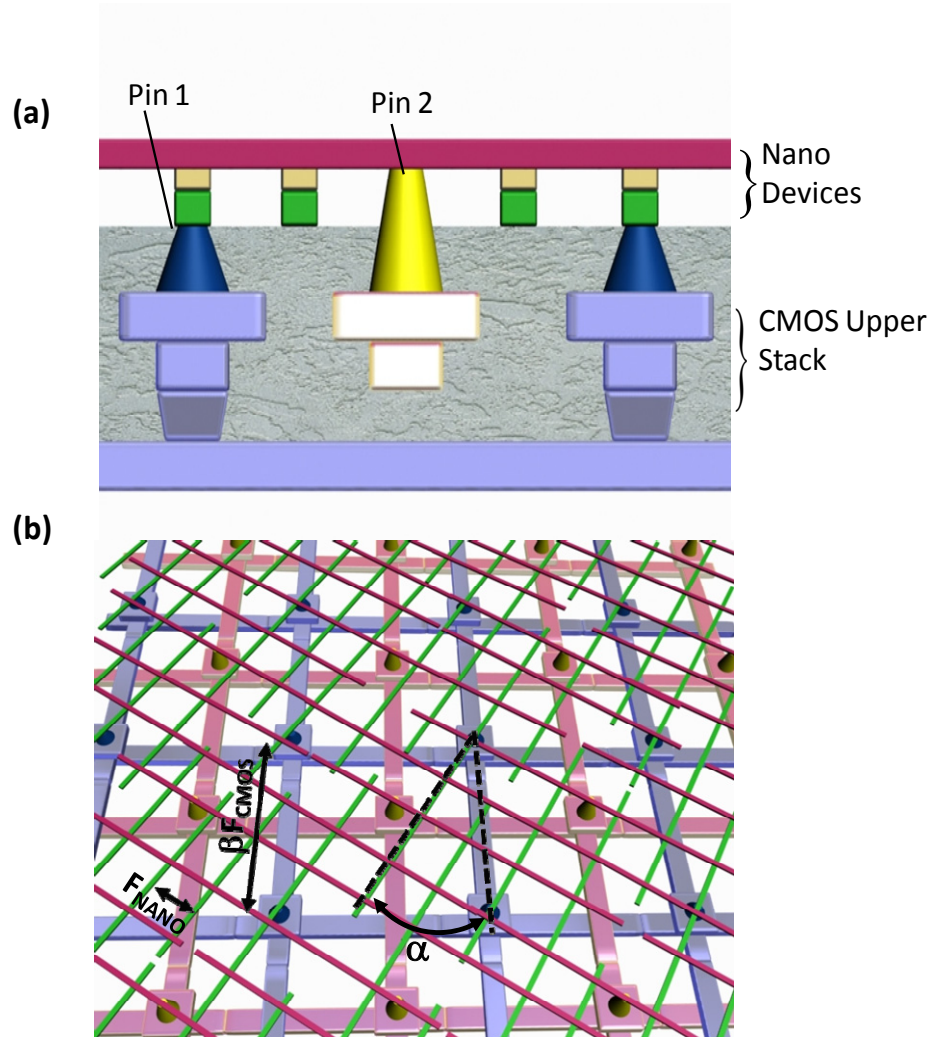 (a)
Pin 1
Pin 2
Nano
Devices
CMOS Upper
Stack
(b)
βFCMOS
FNANO
α